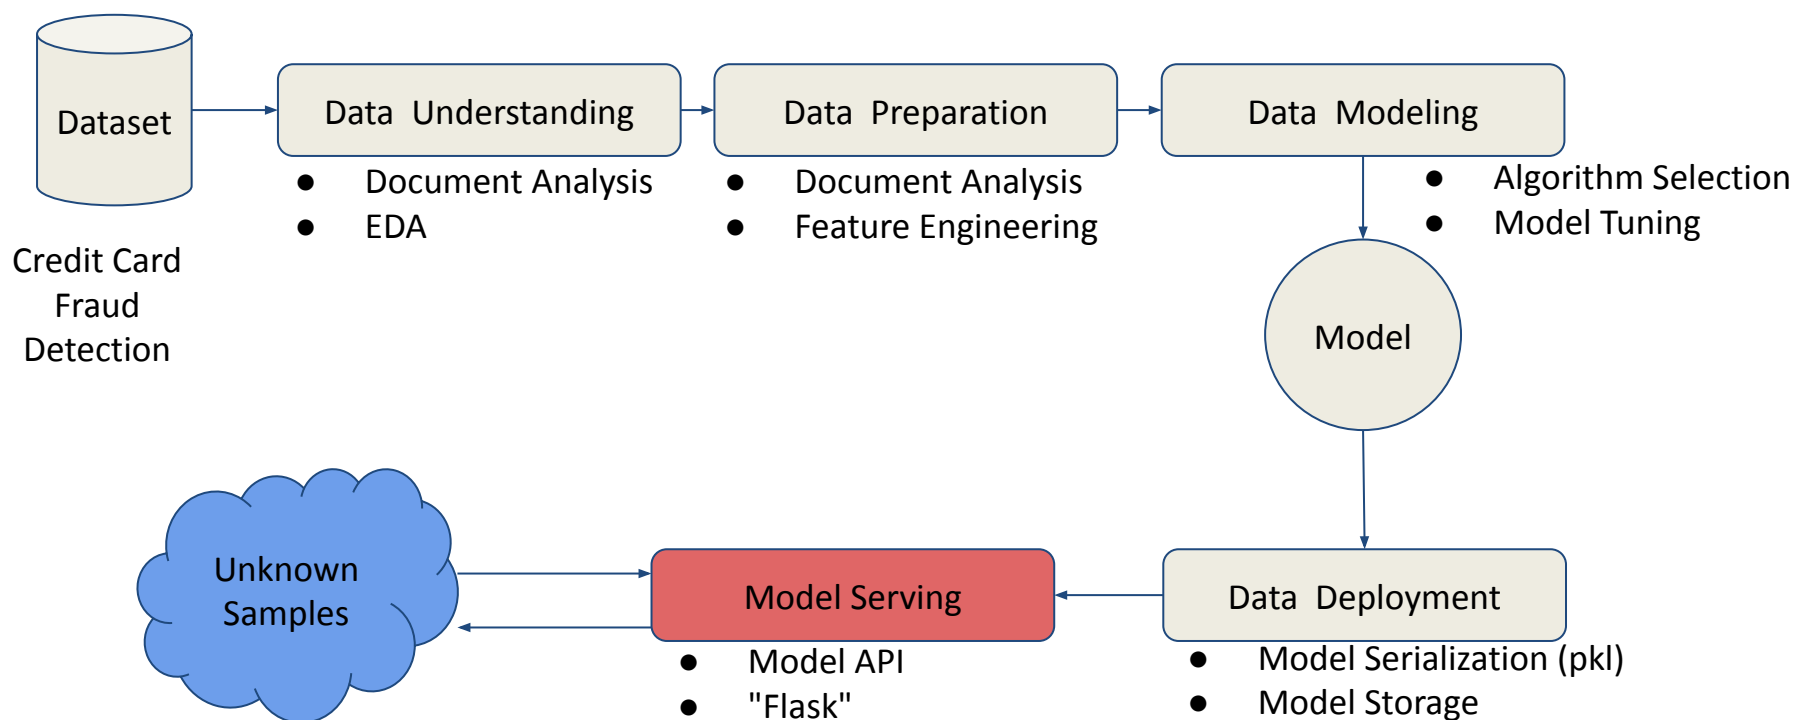 Dataset
Credit Card
Fraud
Detection
Data Understanding
● Document Analysis
● EDA
Data Preparation
● Document Analysis
● Feature Engineering
Data Modeling
● Algorithm Selection
● Model Tuning
Model
Data Deployment
● Model Serialization (pkl)
● Model Storage
Model Serving
● Model API
● "Flask"
Unknown
Samples